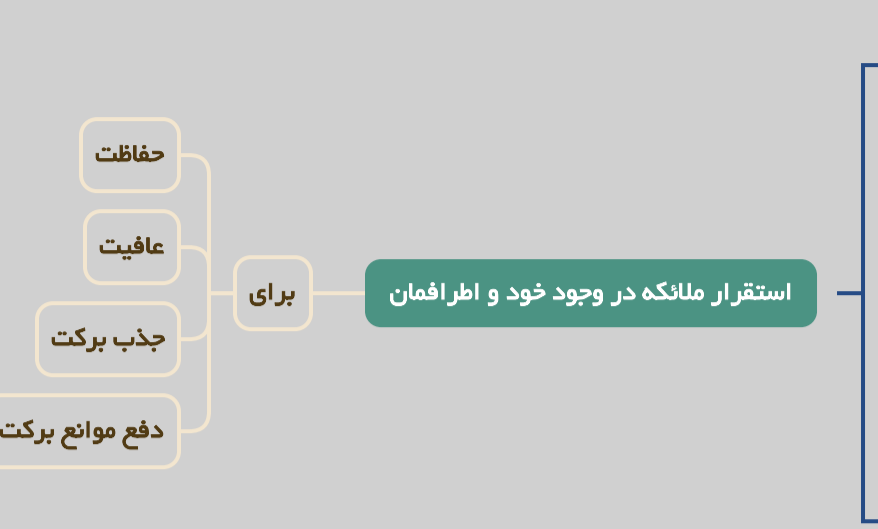 استقرار ملائکه در وجود خود و اطرافمان
برای
حفاظت
عافیت
جذب برکت
دفع موانع برکت